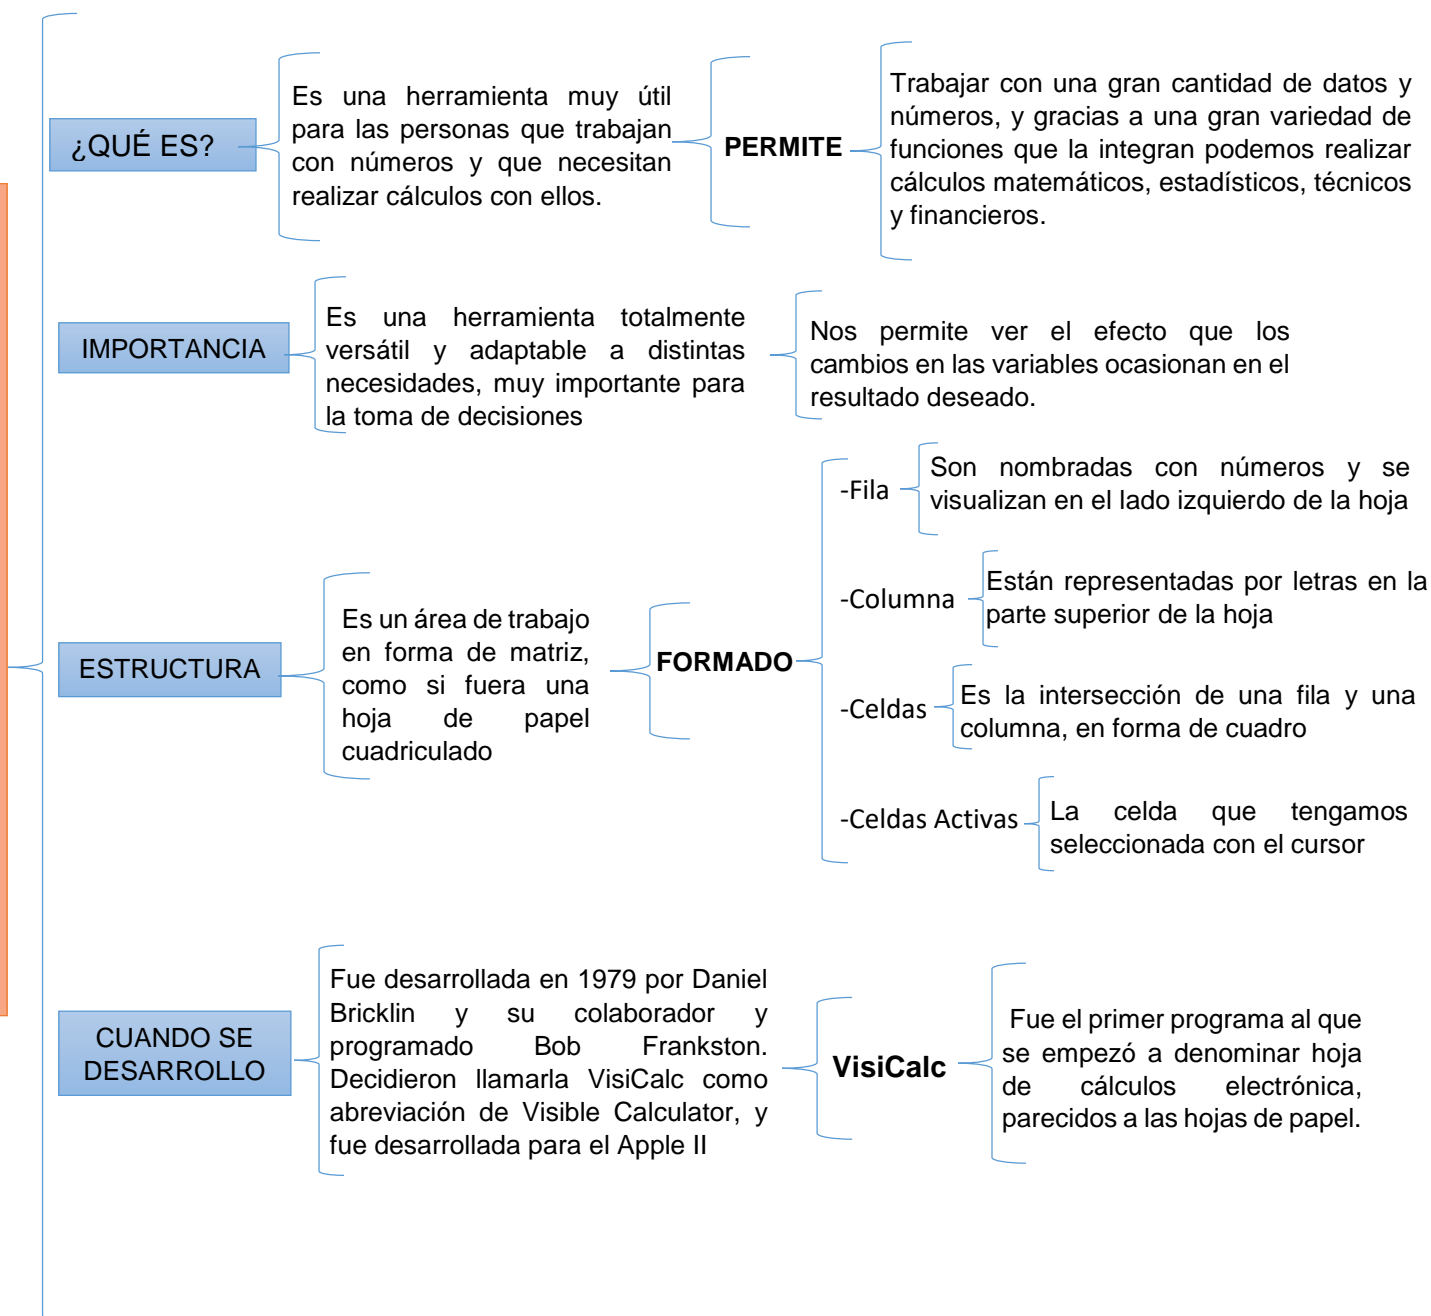 ¿QUÉ ES?
Es una herramienta muy útil
para las personas que trabajan
con números y que necesitan
realizar cálculos con ellos.
PERMITE
Trabajar con una gran cantidad de datos y
números, y gracias a una gran variedad de
funciones que la integran podemos realizar
cálculos matemáticos, estadísticos, técnicos
y financieros.
IMPORTANCIA
Es una herramienta totalmente
versátil y adaptable a distintas
necesidades, muy importante para
la toma de decisiones
Nos permite ver el efecto que los
cambios en las variables ocasionan en el
resultado deseado.
ESTRUCTURA
Es un área de trabajo
en forma de matriz,
como si fuera una
hoja de papel
cuadriculado
FORMADO
-Fila
Son nombradas con números y se
visualizan en el lado izquierdo de la hoja
-Columna
Están representadas por letras en la
parte superior de la hoja
-Celdas
Es la intersección de una fila y una
columna, en forma de cuadro
-Celdas Activas
La celda que tengamos
seleccionada con el cursor
CUANDO SE
DESARROLLO
Fue desarrollada en 1979 por Daniel
Bricklin y su colaborador y
programado Bob Frankston.
Decidieron llamarla VisiCalc como
abreviación de Visible Calculator, y
fue desarrollada para el Apple II
VisiCalc
Fue el primer programa al que
se empezó a denominar hoja
de cálculos electrónica,
parecidos a las hojas de papel.